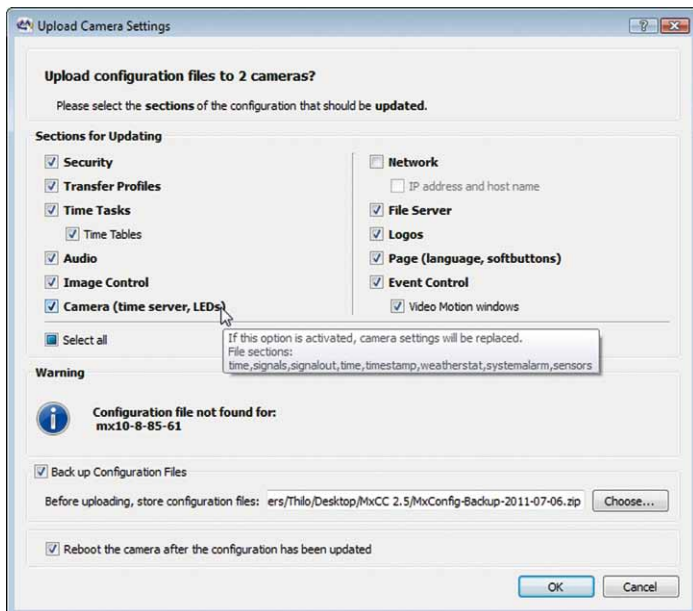 Upload Camera Settings
Upload configuration files to 2 cameras?
Please select the sections of the configuration that should be updated.
Sections for Updating
Security
Transfer Profiles
Time Tasks
Time Tables
Audio
Image Control
Camera (time server, LEDs)
Select all
Network
IP address and host name
File Server
Logos
Page (language, softbuttons)
Event Control
Video Motion windows
If this option is activated, camera settings will be replaced.
File sections:
time,signals,signalout,time,timestamp,weatherstat,systemalarm,sensors
Warning
Configuration file not found for:
mx10-8-85-61
Back up Configuration Files
Before uploading, store configuration files: ers/Thilo/Desktop/MxCC 2.5/MxConfig-Backup-2011-07-06.zip Choose...
Reboot the camera after the configuration has been updated
OK Cancel